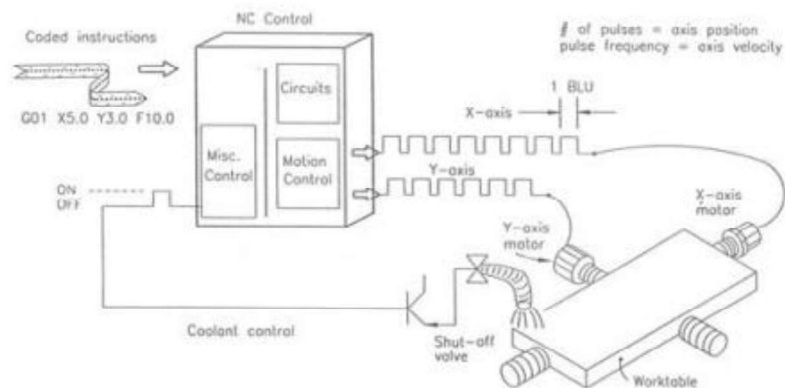 NC Control
Coded instructions
# of pulses = axis position
pulse frequency = axis velocity
G01 X5.0 Y3.0 F10.0
Circuits
1 BLU
X-axis
Misc.
Control
Motion
Control
Y-axis
ON
OFF
X-axis
motor
Y-axis
motor
Coolant control
Shut-off
valve
Worktable